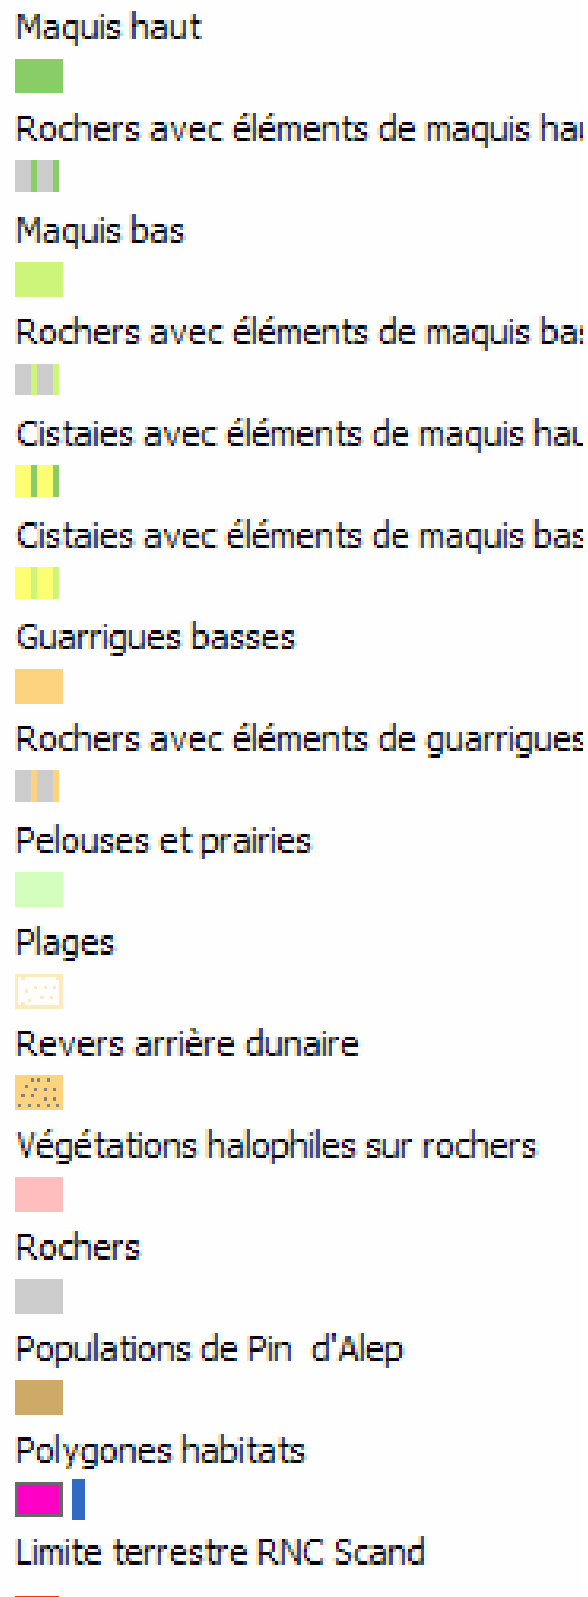 Maquis haut
Rochers avec éléments de maquis hau
Maquis bas
Rochers avec éléments de maquis bas
Cistaies avec éléments de maquis hau
Cistaies avec éléments de maquis bas
Guarrigues basses
Rochers avec éléments de guarrigues
Pelouses et prairies
Plages
Revers arrière dunaire
Végétations halophiles sur rochers
Rochers
Populations de Pin d'Alep
Polygones habitats
Limite terrestre RNC Scand